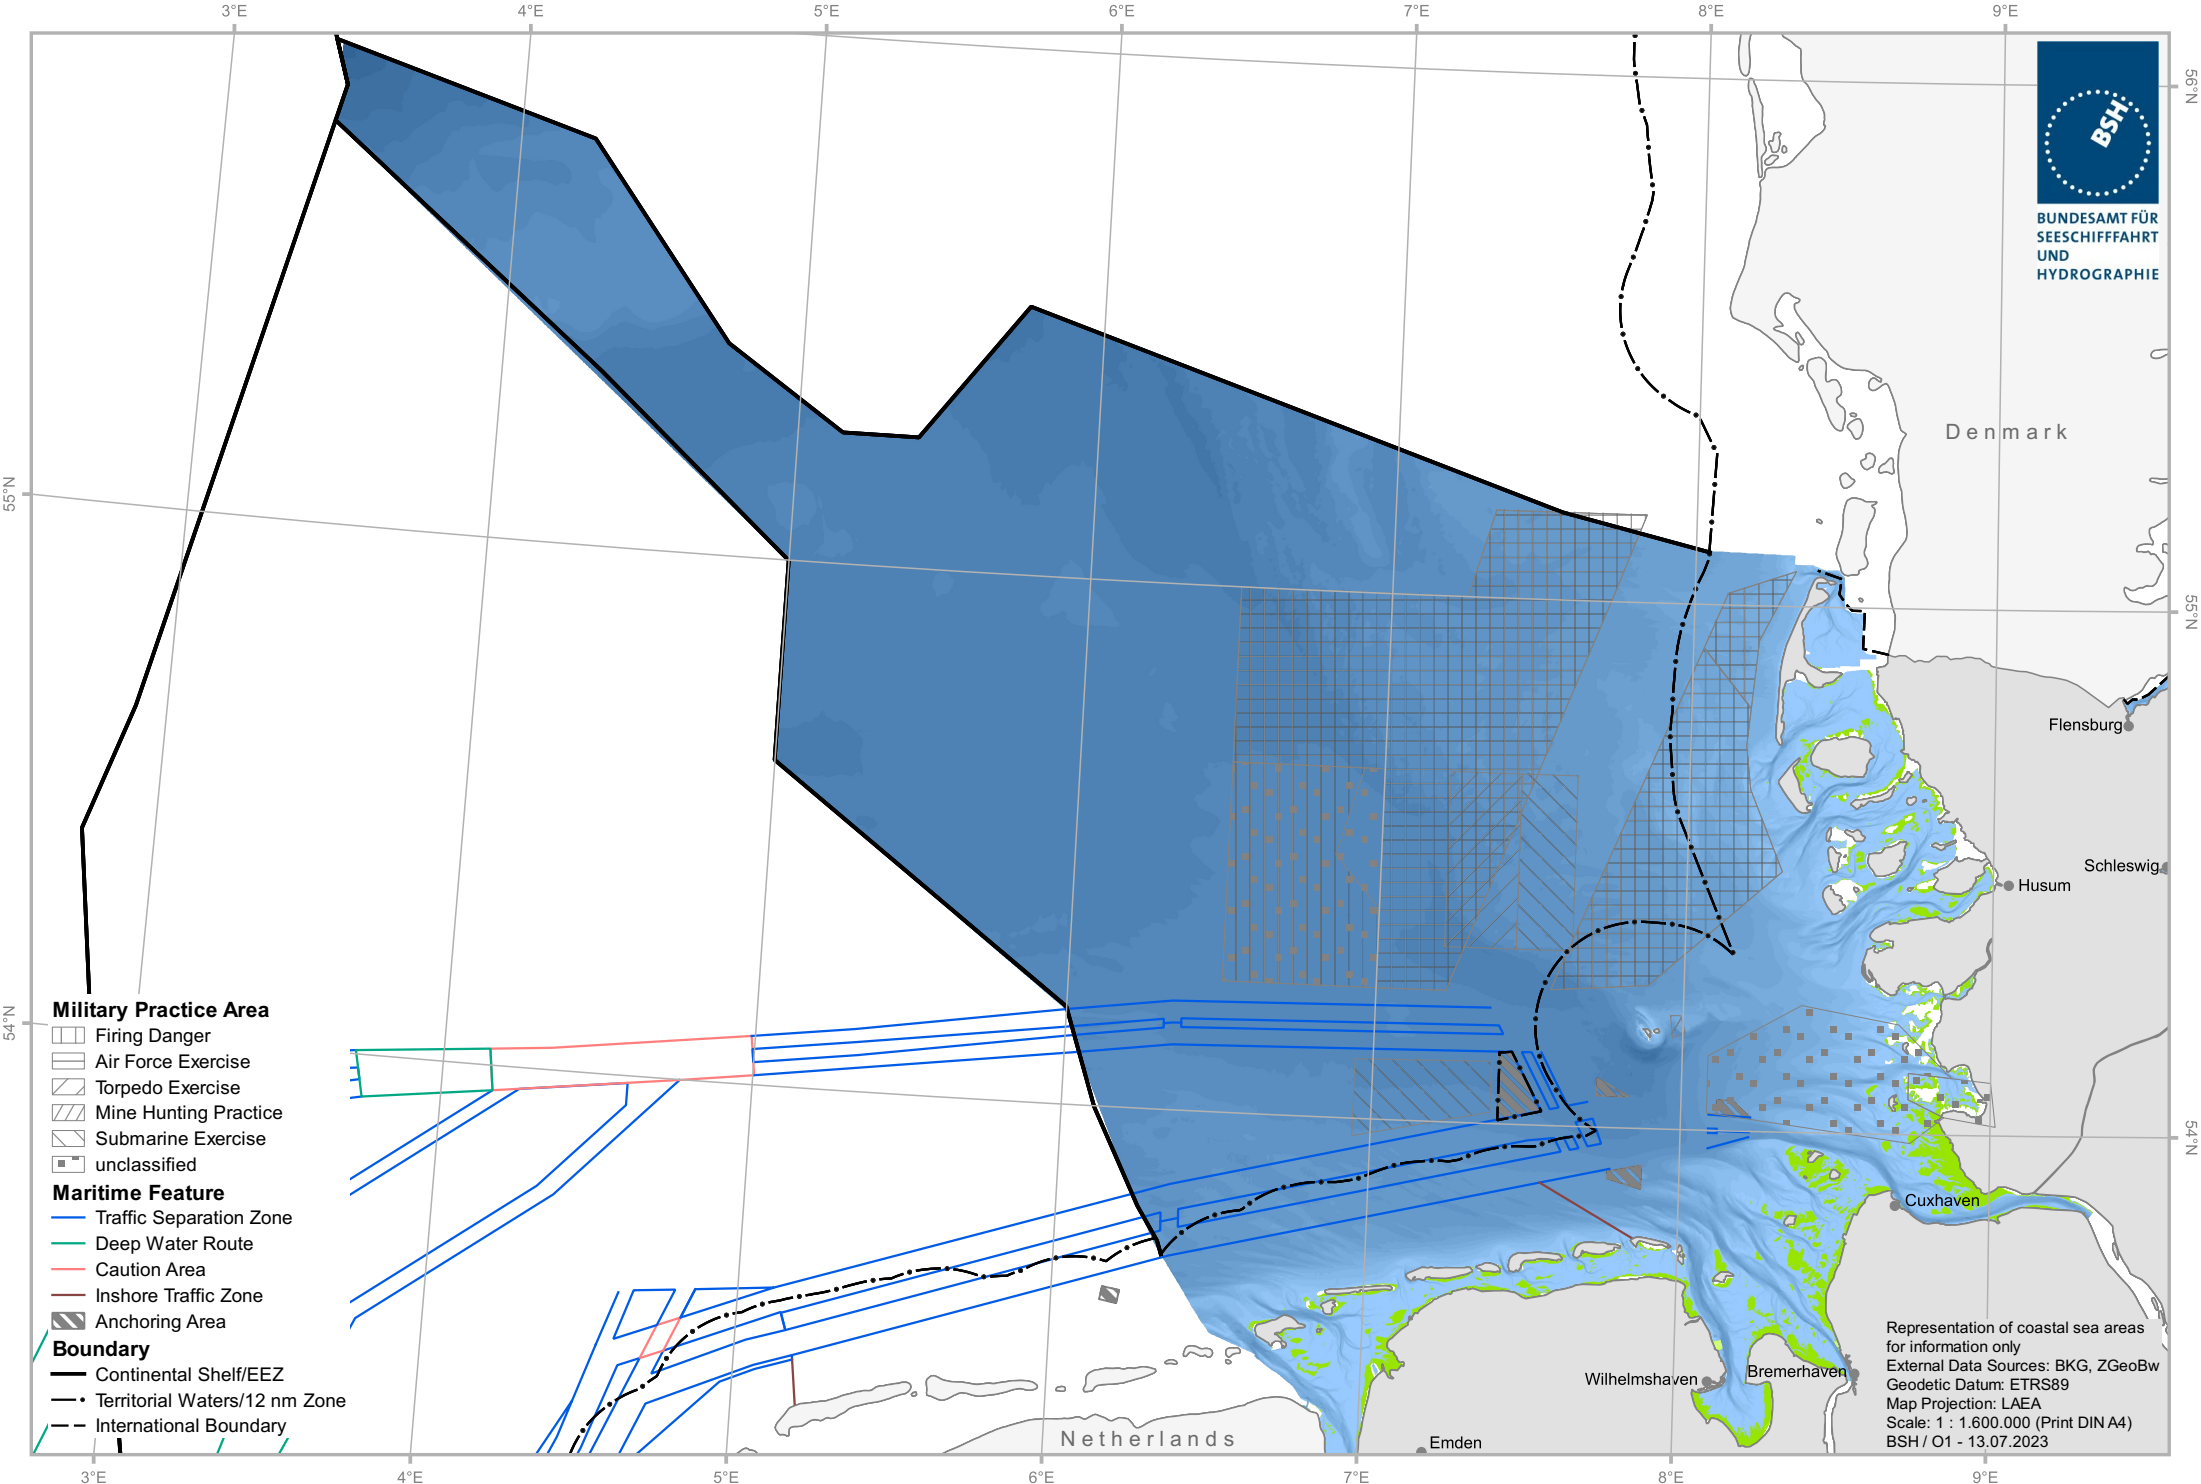 3°E 4°E 5°E 6°E 7°E 8°E 9°E
56°N
BSH
BUNDESAMT FÜR
SEESCHIFFFAHRT
UND
HYDROGRAPHIE
Denmark
55°N
55°N
Flensburg
Schleswig
Husum
54°N
54°N
Cuxhaven
Military Practice Area
Firing Danger
Air Force Exercise
Torpedo Exercise
Mine Hunting Practice
Submarine Exercise
unclassified
Maritime Feature
Traffic Separation Zone
Deep Water Route
Caution Area
Inshore Traffic Zone
Anchoring Area
Boundary
Continental Shelf/EEZ
Territorial Waters/12 nm Zone
International Boundary
Netherlands
Emden
Wilhelmshaven
Bremerhaven
Representation of coastal sea areas
for information only
External Data Sources: BKG, ZGeoBw
Geodetic Datum: ETRS89
Map Projection: LAEA
Scale: 1 : 1.600.000 (Print DIN A4)
BSH / O1 - 13.07.2023
3°E 4°E 5°E 6°E 7°E 8°E 9°E